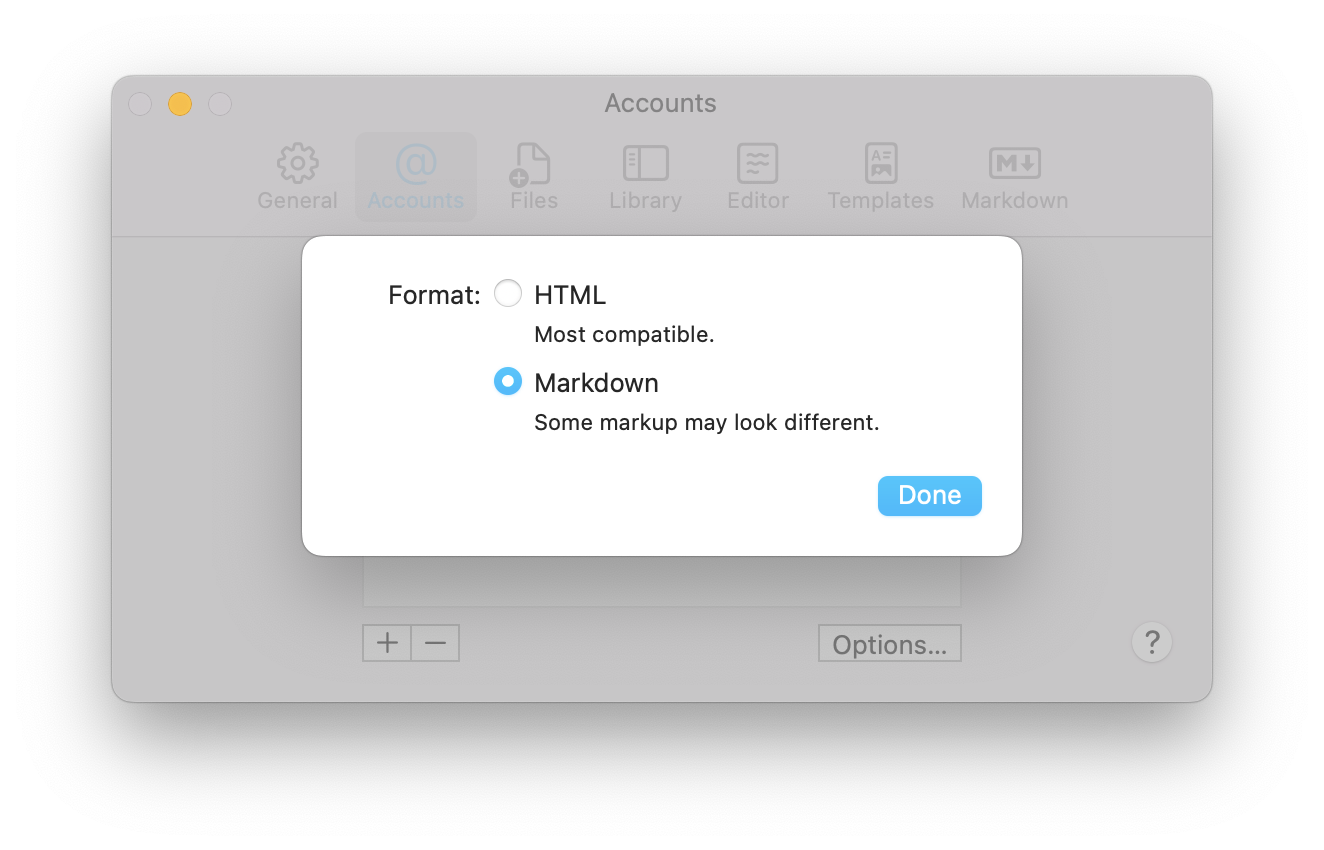 Accounts
General Accounts Files Library Editor Templates Markdown
Format: HTML
Most compatible.
Markdown
Some markup may look different.
Done
Options...
?